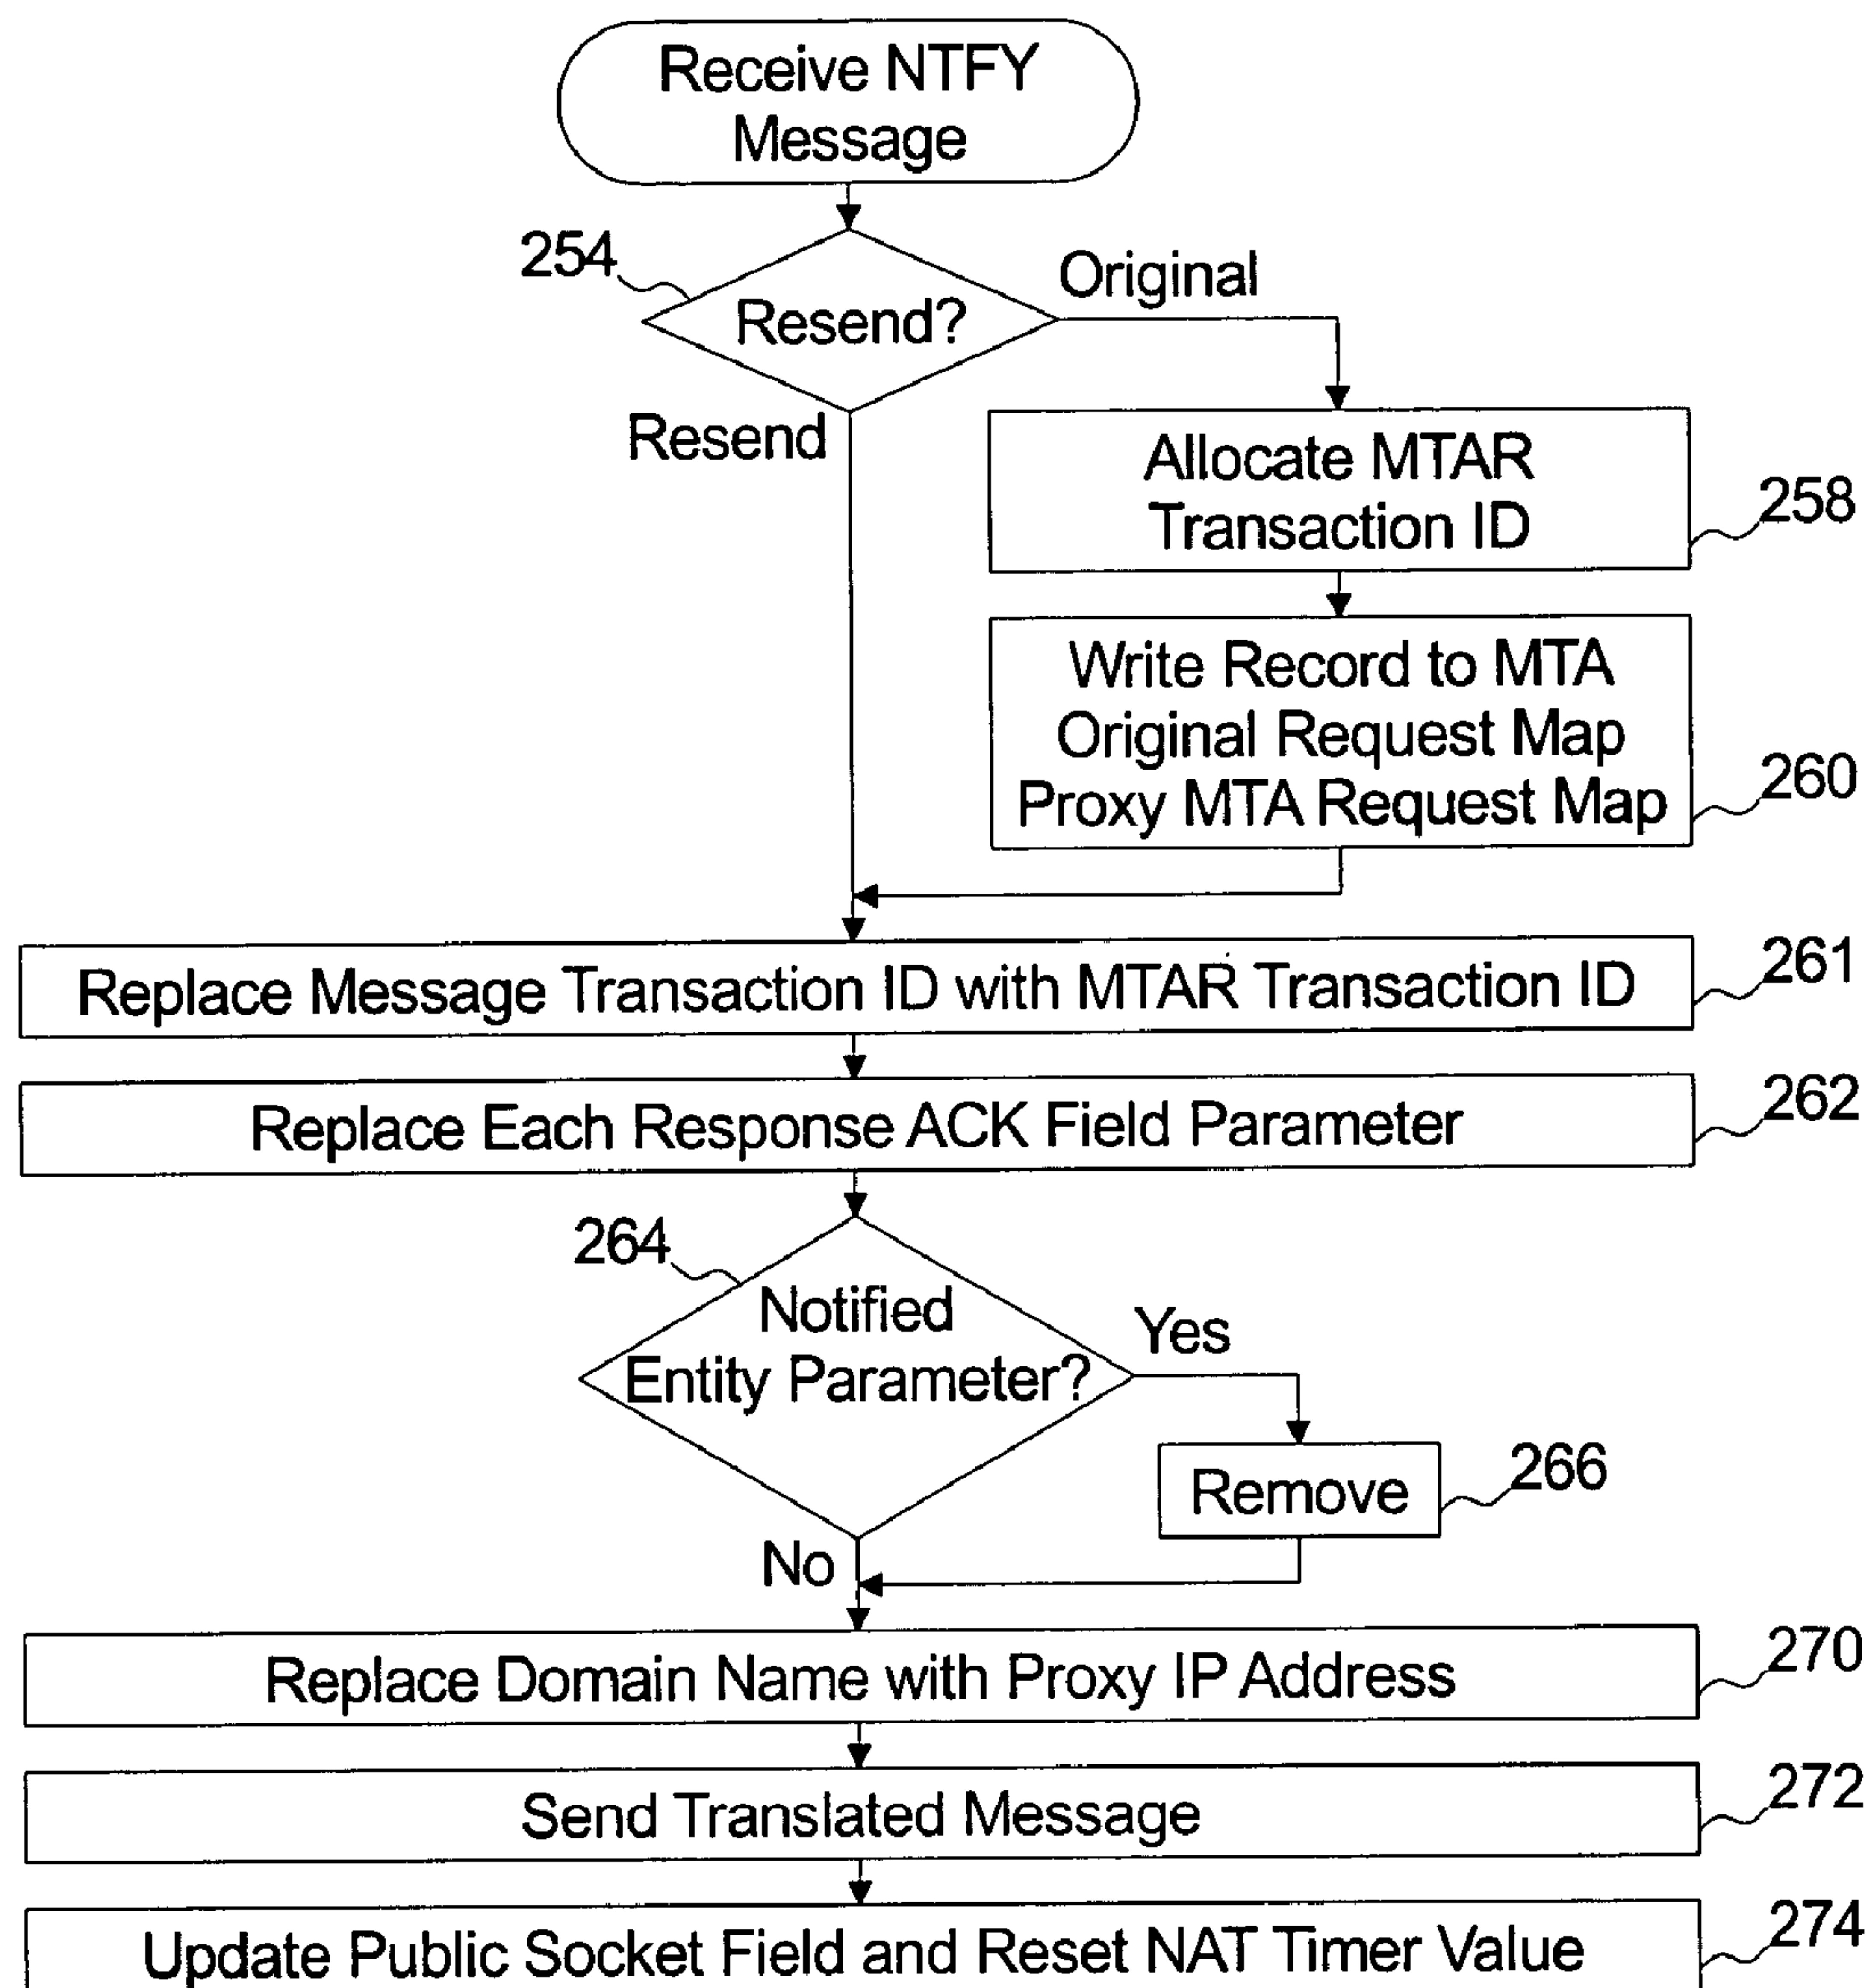 Receive NTFY
Message
254
Resend?
Original
Resend
Allocate MTAR
Transaction ID
258
Write Record to MTA
Original Request Map
Proxy MTA Request Map
260
Replace Message Transaction ID with MTAR Transaction ID
261
Replace Each Response ACK Field Parameter
262
264
Notified
Entity Parameter?
Yes
Remove
266
No
Replace Domain Name with Proxy IP Address
270
Send Translated Message
272
Update Public Socket Field and Reset NAT Timer Value
274